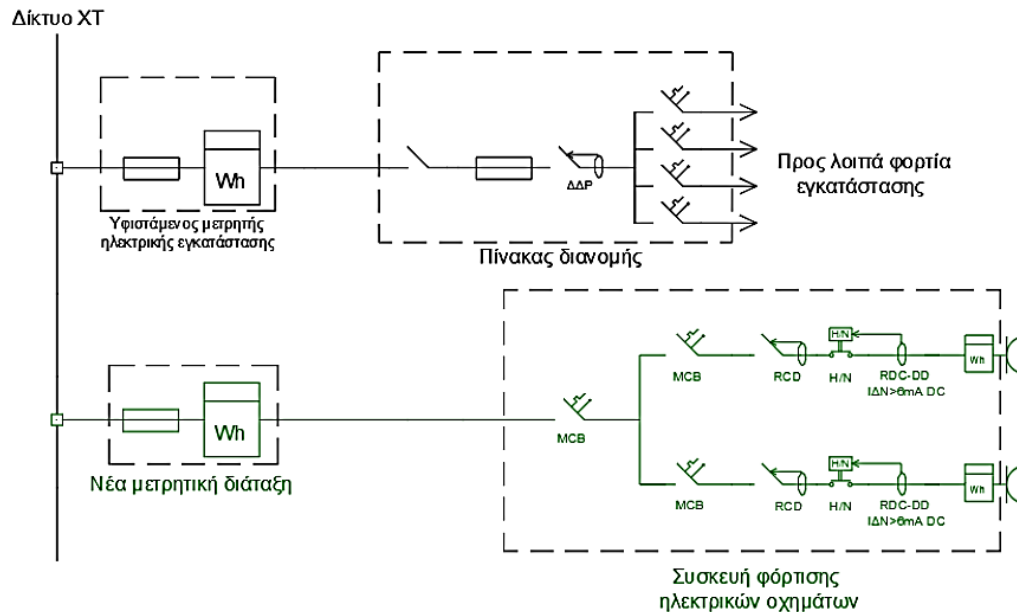 Δίκτυο ΧΤ
Wh
Υφιστάμενος μετρητής
ηλεκτρικής εγκατάστασης
ΔΔΡ
Προς λοιπά φορτία
εγκατάστασης
Πίνακας διανομής
Wh
Νέα μετρητική διάταξη
MCB
MCB
RCD
H/N
H/N
RDC-DD
IΔN>6mA DC
Wh
MCB
RCD
H/N
H/N
RDC-DD
IΔN>6mA DC
Wh
Συσκευή φόρτισης
ηλεκτρικών οχημάτων